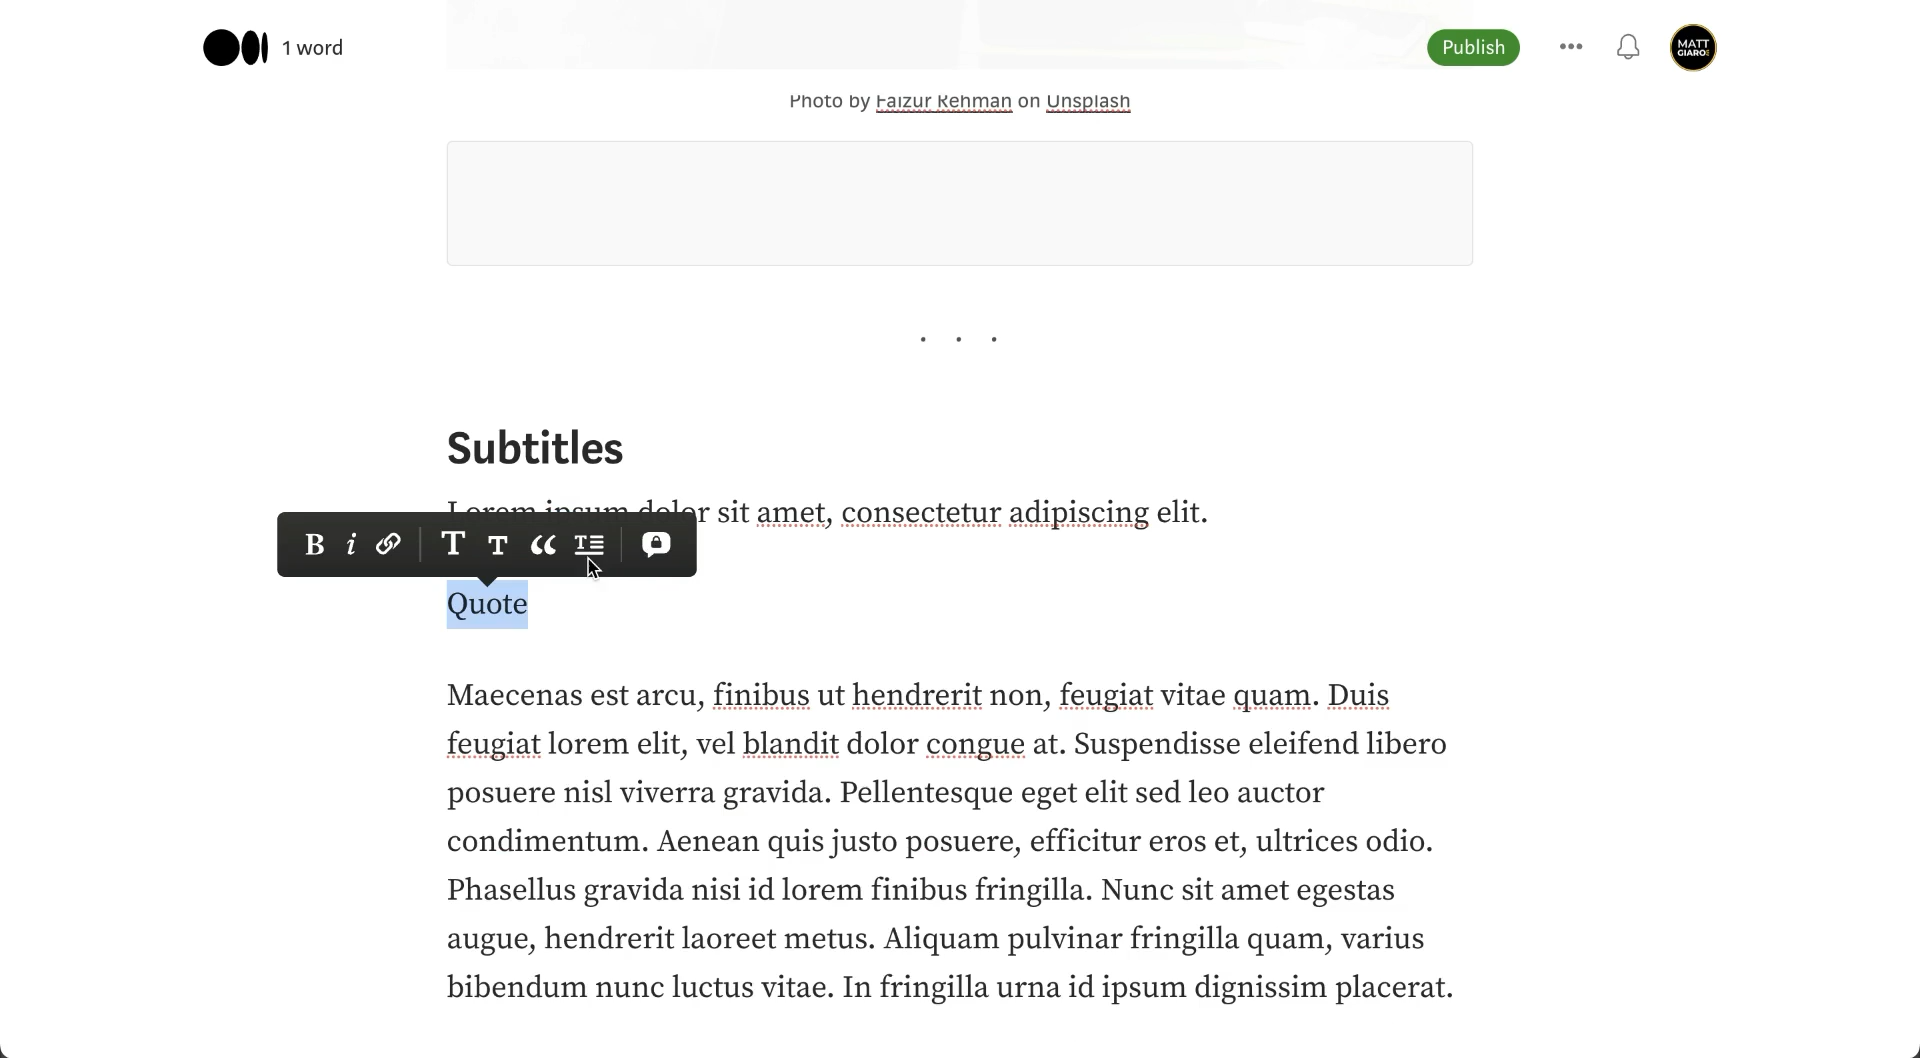 1 word
Publish
MATT
GIARO
Photo by Faizur Rehman on Unsplash
. . .
Subtitles
Lorem ipsum dolor sit amet, consectetur adipiscing elit.
B i T T “ T
Quote
Maecenas est arcu, finibus ut hendrerit non, feugiat vitae quam. Duis
feugiat lorem elit, vel blandit dolor congue at. Suspendisse eleifend libero
posuere nisl viverra gravida. Pellentesque eget elit sed leo auctor
condimentum. Aenean quis justo posuere, efficitur eros et, ultrices odio.
Phasellus gravida nisi id lorem finibus fringilla. Nunc sit amet egestas
augue, hendrerit laoreet metus. Aliquam pulvinar fringilla quam, varius
bibendum nunc luctus vitae. In fringilla urna id ipsum dignissim placerat.